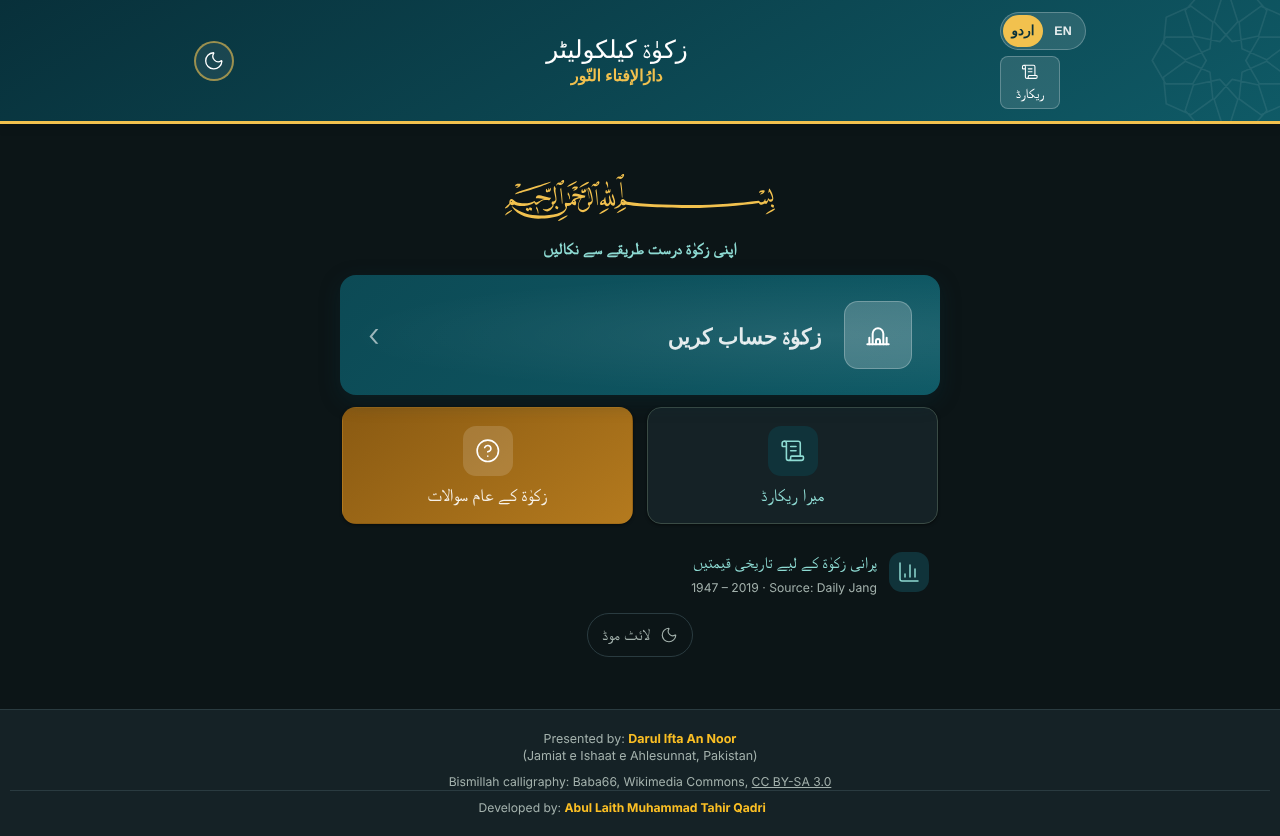 EN
اردو
ریکارڈ
زکوٰۃ کیلکولیٹر
دارُالإفتاء النّور
بِسْمِ اللهِ الرَّحْمٰنِ الرَّحِيْمِ
اپنی زکوٰۃ درست طریقے سے نکالیں
زکوٰۃ حساب کریں
میرا ریکارڈ
زکوٰۃ کے عام سوالات
پرانی زکوٰۃ کے لیے تاریخی قیمتیں
1947 – 2019 · Source: Daily Jang
لائٹ موڈ
Presented by: Darul Ifta An Noor
(Jamiat e Ishaat e Ahlesunnat, Pakistan)
Bismillah calligraphy: Baba66, Wikimedia Commons, CC BY-SA 3.0
Developed by: Abul Laith Muhammad Tahir Qadri